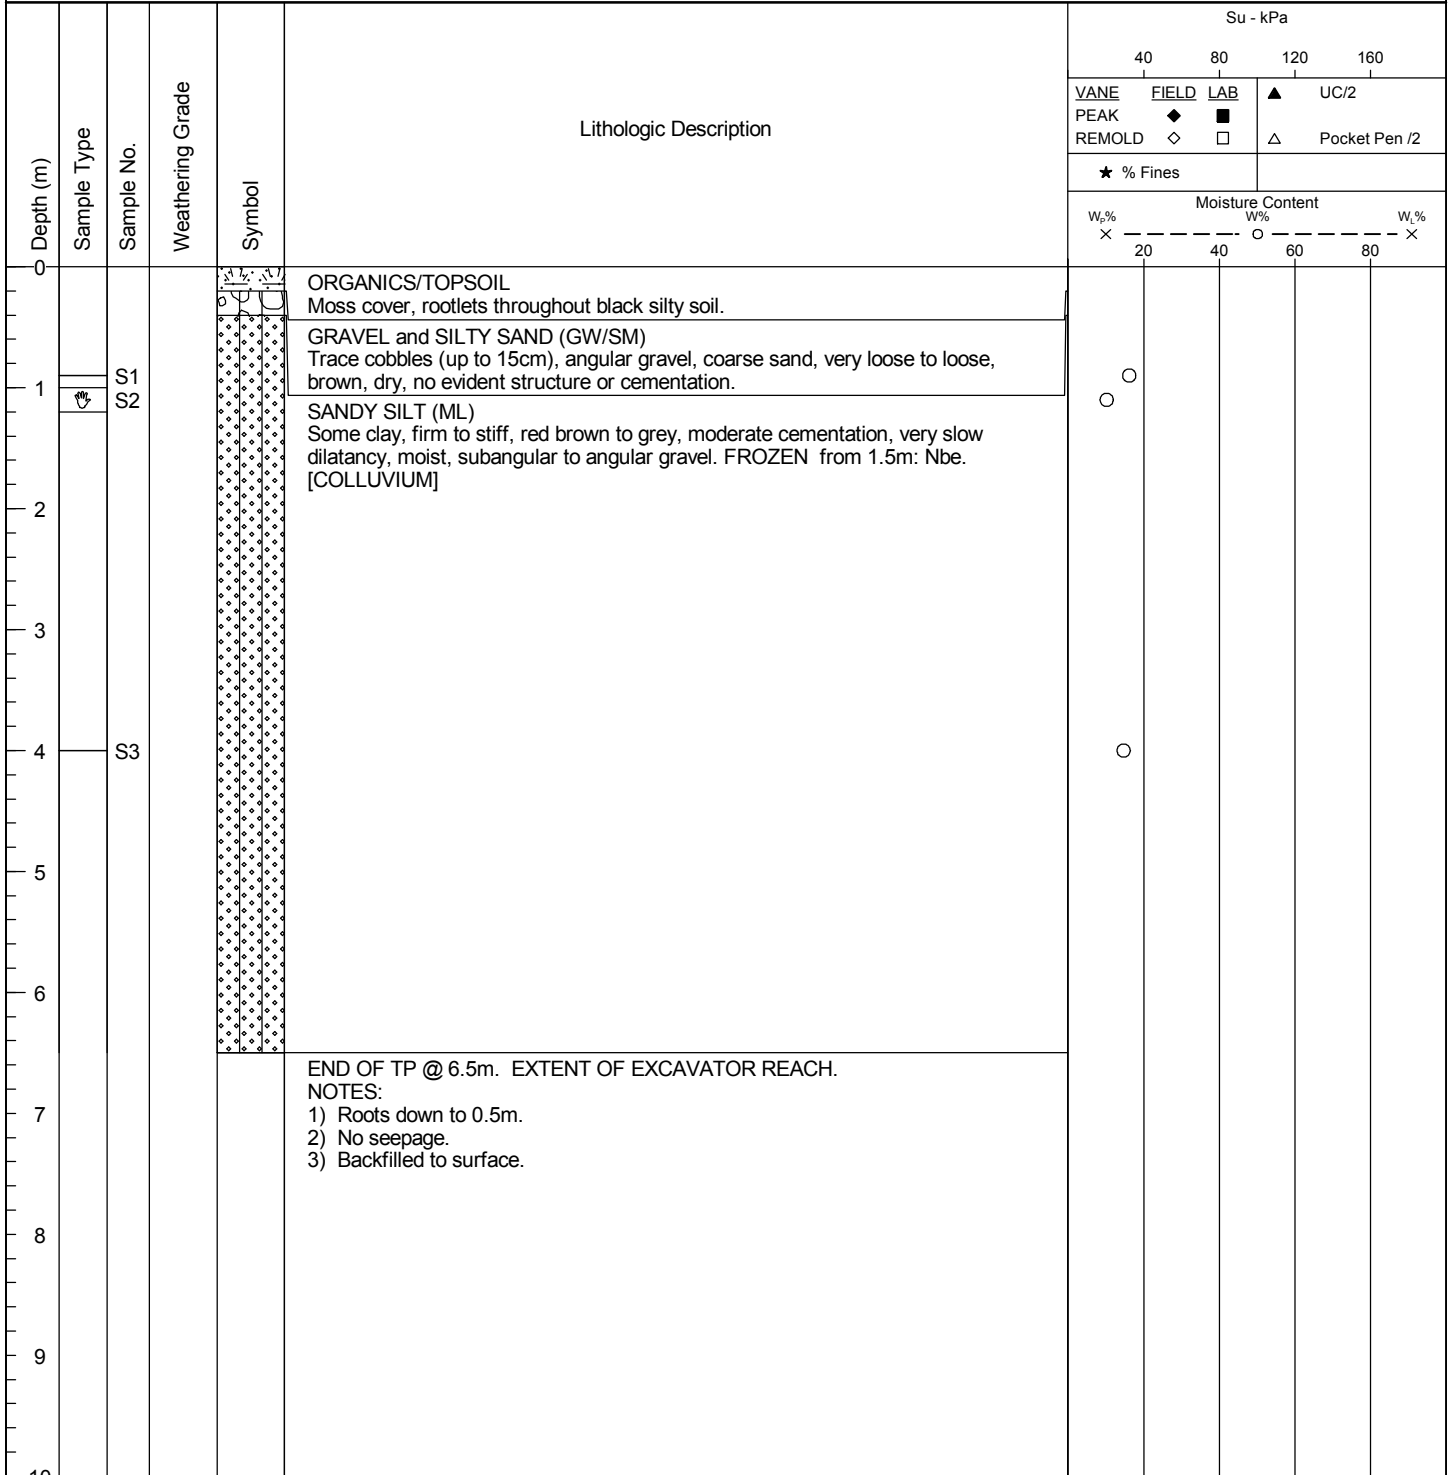 Su - kPa
40 80 120 160
VANE FIELD LAB ▲ UC/2
PEAK ◆ ■
REMOLD ◇ □ △ Pocket Pen /2
★ % Fines
Moisture Content
Wₚ% W% W_L%
20 40 60 80
Depth (m)
Sample Type
Sample No.
Weathering Grade
Symbol
Lithologic Description
0
ORGANICS/TOPSOIL
Moss cover, rootlets throughout black silty soil.
GRAVEL and SILTY SAND (GW/SM)
Trace cobbles (up to 15cm), angular gravel, coarse sand, very loose to loose,
brown, dry, no evident structure or cementation.
S1
1
S2
SANDY SILT (ML)
Some clay, firm to stiff, red brown to grey, moderate cementation, very slow
dilatancy, moist, subangular to angular gravel. FROZEN from 1.5m: Nbe.
[COLLUVIUM]
2
3
4 S3
5
6
END OF TP @ 6.5m. EXTENT OF EXCAVATOR REACH.
NOTES:
1) Roots down to 0.5m.
2) No seepage.
3) Backfilled to surface.
7
8
9
10